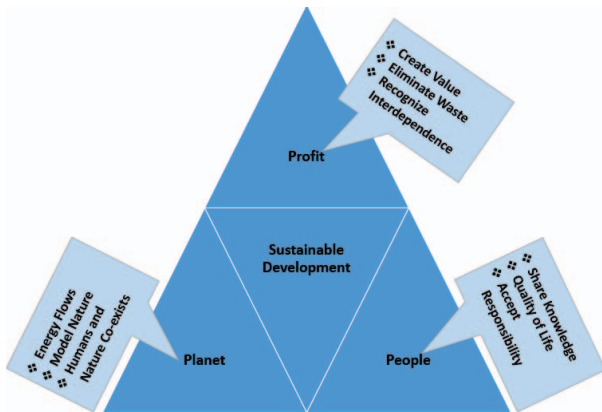 ❖ Create Value
❖ Eliminate Waste
❖ Recognize
Interdependence
Profit
Sustainable
Development
❖ Energy Flows
❖ Model Nature
❖ Humans and
Nature Co-exists
Planet
❖ Share Knowledge
❖ Quality of Life
❖ Accept
Responsibility
People